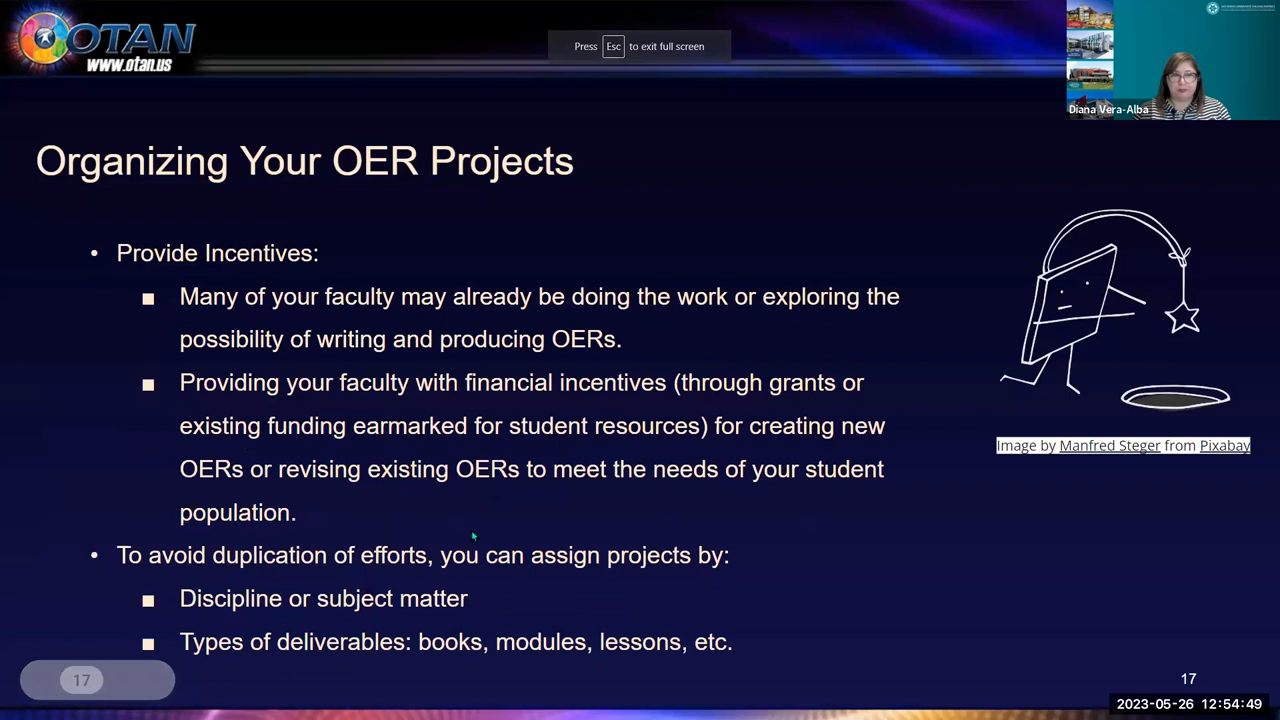 OTAN
www.otan.us
Press Esc to exit full screen
Diana Vera-Alba
Organizing Your OER Projects
• Provide Incentives:
■ Many of your faculty may already be doing the work or exploring the
possibility of writing and producing OERs.
■ Providing your faculty with financial incentives (through grants or
existing funding earmarked for student resources) for creating new
OERs or revising existing OERs to meet the needs of your student
population.
• To avoid duplication of efforts, you can assign projects by:
■ Discipline or subject matter
■ Types of deliverables: books, modules, lessons, etc.
Image by Manfred Steger from Pixabay
17
17
2023-05-26 12:54:49